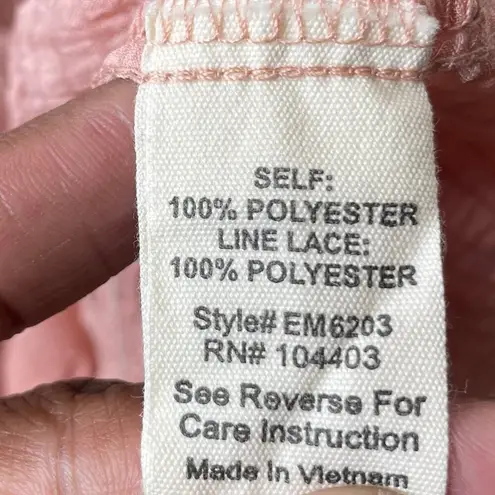 SELF:
100% POLYESTER
LINE LACE:
100% POLYESTER
Style# EM6203
RN# 104403
See Reverse For
Care Instruction
Made In Vietnam